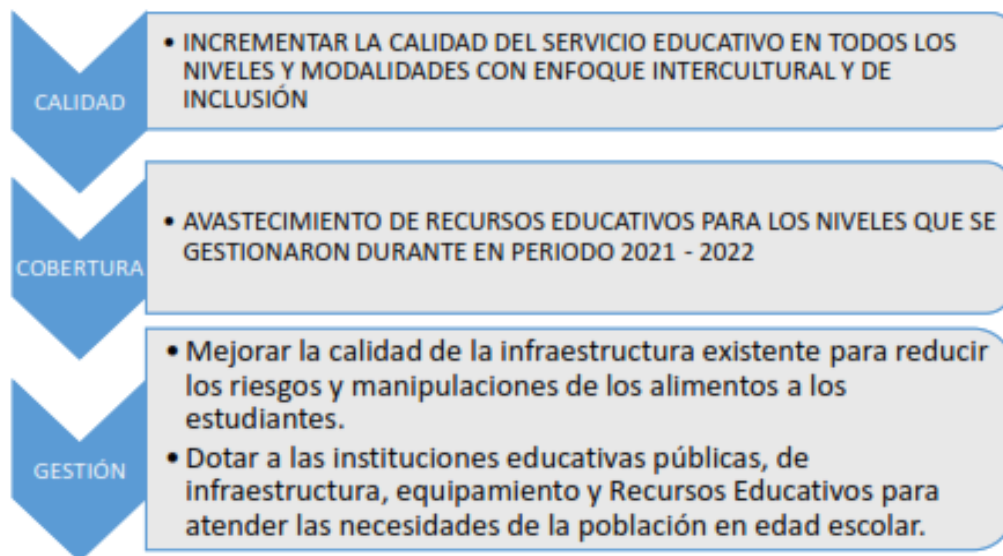 CALIDAD
• INCREMENTAR LA CALIDAD DEL SERVICIO EDUCATIVO EN TODOS LOS
NIVELES Y MODALIDADES CON ENFOQUE INTERCULTURAL Y DE
INCLUSIÓN
COBERTURA
• AVASTECIMIENTO DE RECURSOS EDUCATIVOS PARA LOS NIVELES QUE SE
GESTIONARON DURANTE EN PERIODO 2021 - 2022
GESTIÓN
• Mejorar la calidad de la infraestructura existente para reducir
los riesgos y manipulaciones de los alimentos a los
estudiantes.
• Dotar a las instituciones educativas públicas, de
infraestructura, equipamiento y Recursos Educativos para
atender las necesidades de la población en edad escolar.